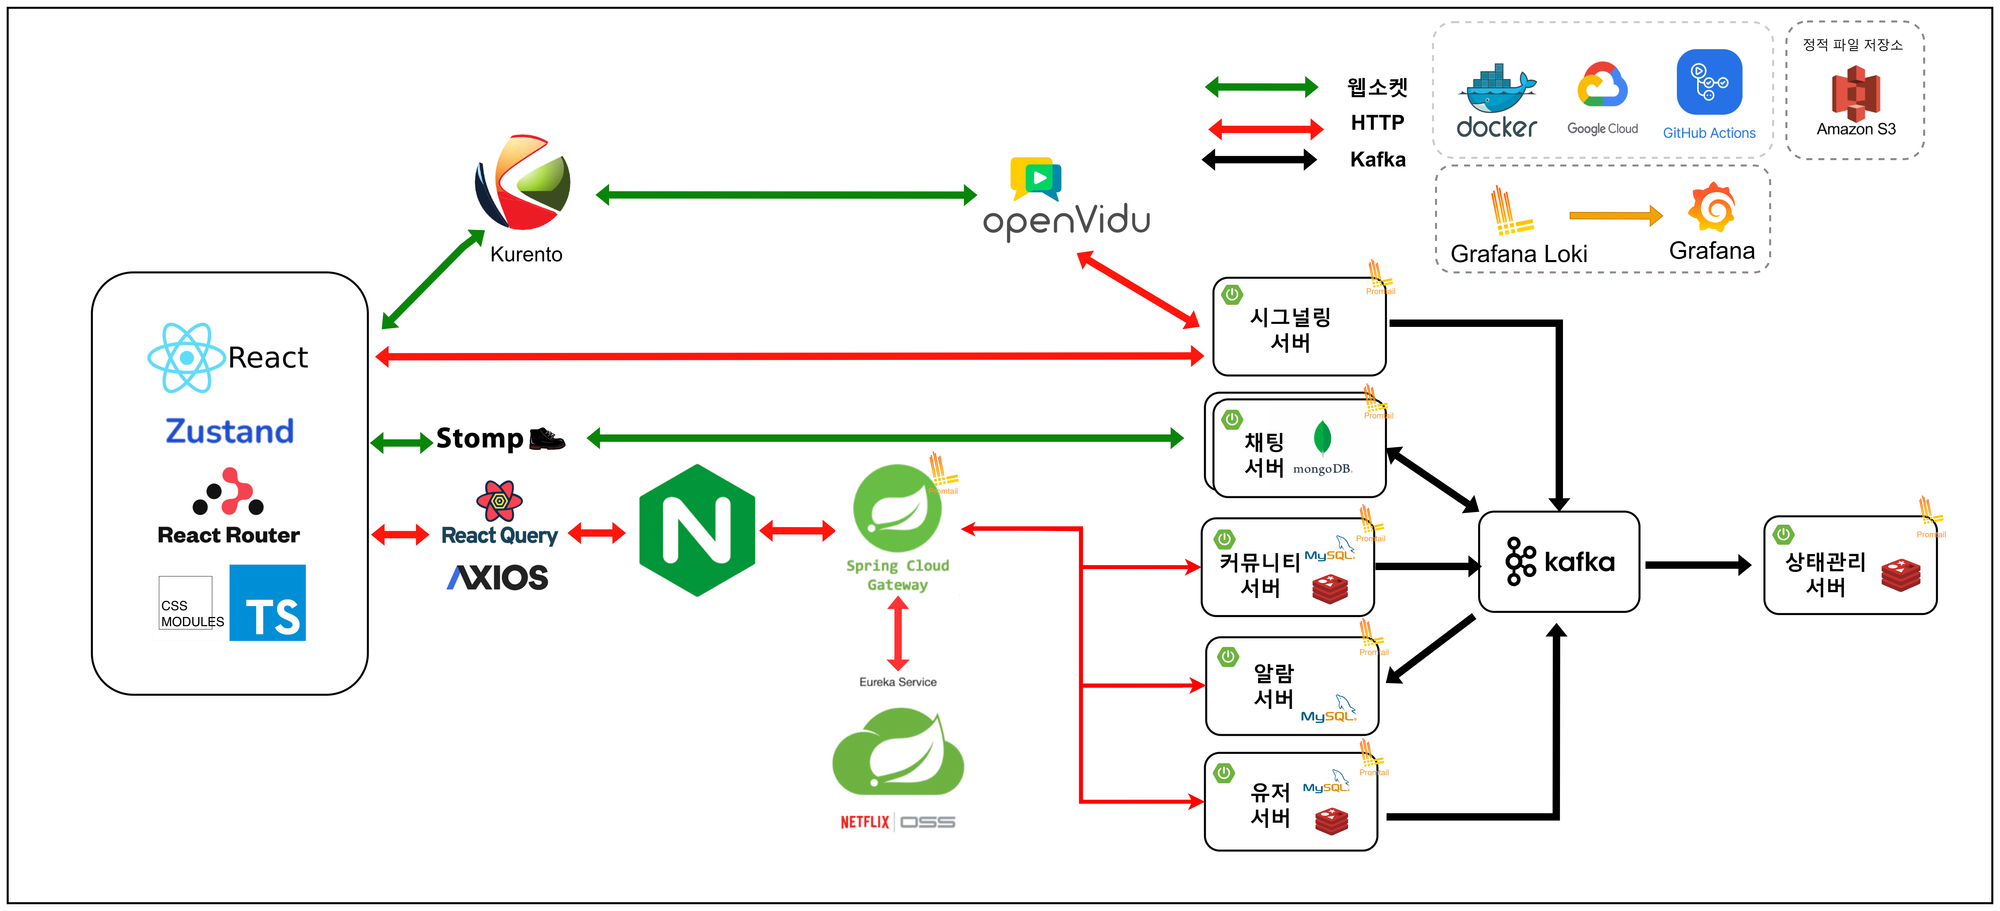 웹소켓
HTTP
Kafka
docker
Google Cloud
GitHub Actions
정적 파일 저장소
Amazon S3
Grafana Loki
Grafana
Kurento
openVidu
React
Zustand
React Router
CSS
MODULES
TS
Stomp
React Query
AXIOS
N
Spring Cloud
Gateway
Promtail
Eureka Service
NETFLIX
OSS
Promtail
시그널링
서버
Promtail
채팅
서버
mongoDB
Promtail
커뮤니티
서버
MySQL
Promtail
알람
서버
MySQL
Promtail
유저
서버
MySQL
kafka
Promtail
상태관리
서버